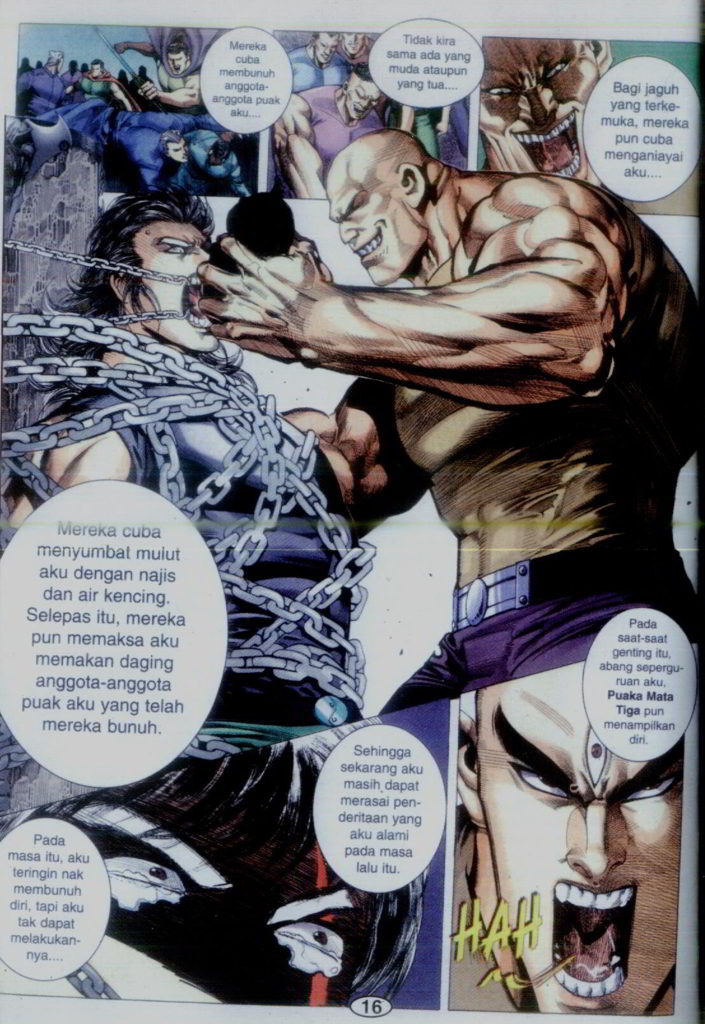 Mereka
cuba
membunuh
anggota-
anggota puak
aku....
Tidak kira
sama ada yang
muda ataupun
yang tua....
Bagi jaguh
yang terke-
muka, mereka
pun cuba
menganiayai
aku....
Mereka cuba
menyumbat mulut
aku dengan najis
dan air kencing.
Selepas itu, mereka
pun memaksa aku
memakan daging
anggota-anggota
puak aku yang telah
mereka bunuh.
Pada
saat-saat
genting itu,
abang sepergu-
ruan aku,
Puaka Mata
Tiga pun
menampilkan
diri.
Sehingga
sekarang aku
masih dapat
merasai pen-
deritaan yang
aku alami
pada masa
lalu itu.
Pada
masa itu, aku
teringin nak
membunuh
diri, tapi aku
tak dapat
melakukan-
nya....
HAH
16